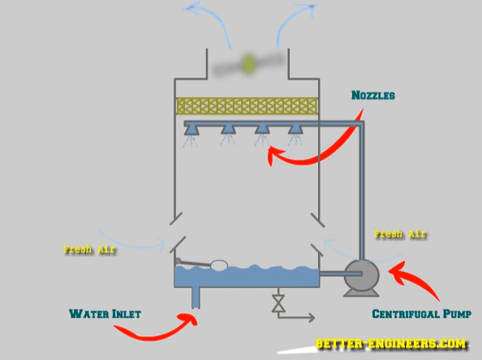 Nozzles
Fresh Air
Fresh Air
Water Inlet
Centrifugal Pump
BETTER-ENGINEERS.COM